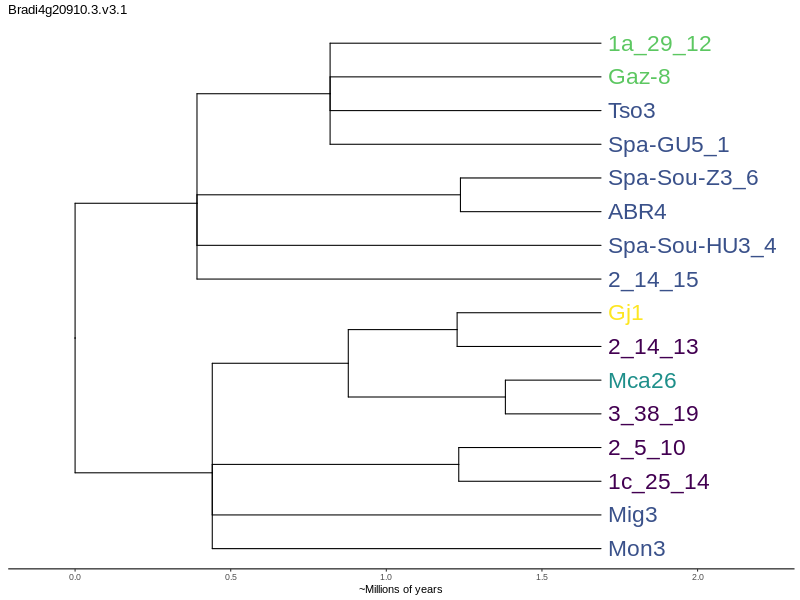 Bradi4g20910.3.v3.1
1a_29_12
Gaz-8
Tso3
Spa-GU5_1
Spa-Sou-Z3_6
ABR4
Spa-Sou-HU3_4
2_14_15
Gj1
2_14_13
Mca26
3_38_19
2_5_10
1c_25_14
Mig3
Mon3
0.0 0.5 1.0 1.5 2.0
~Millions of years